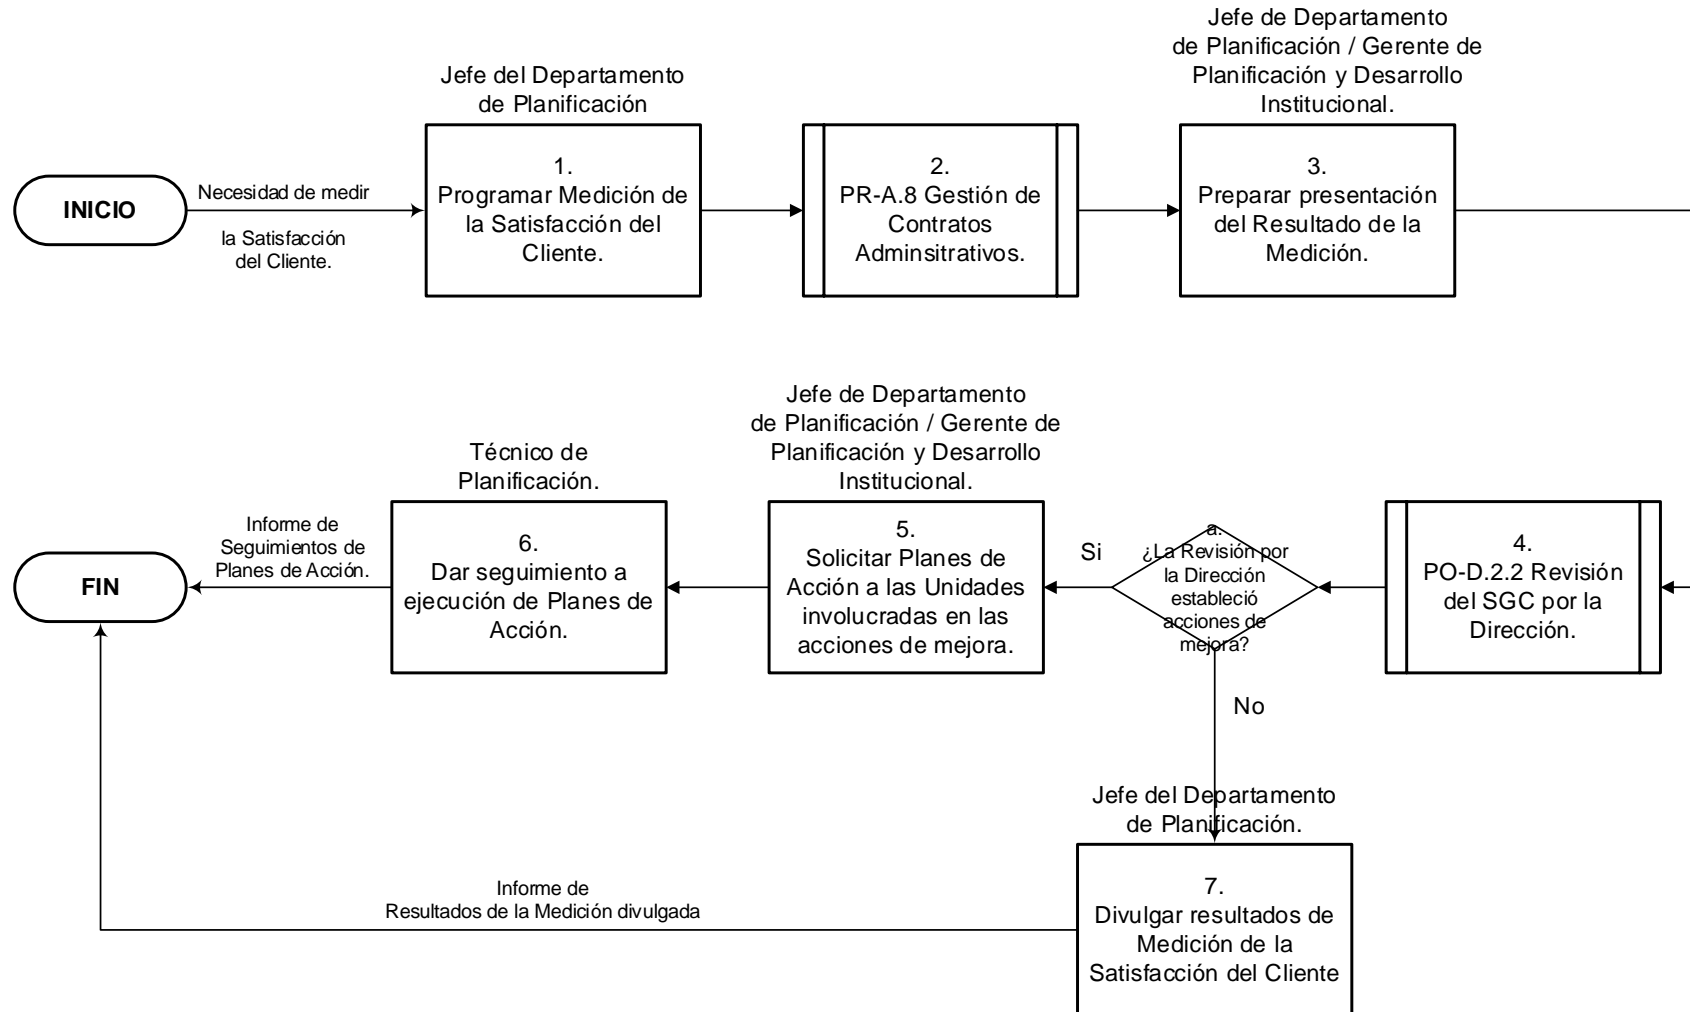 Jefe del Departamento
de Planificación
Jefe de Departamento
de Planificación / Gerente de
Planificación y Desarrollo
Institucional.
INICIO
Necesidad de medir
la Satisfacción
del Cliente.
1.
Programar Medición de
la Satisfacción del
Cliente.
2.
PR-A.8 Gestión de
Contratos
Adminsitrativos.
3.
Preparar presentación
del Resultado de la
Medición.
4.
PO-D.2.2 Revisión
del SGC por la
Dirección.
a.
¿La Revisión por
la Dirección
estableció
acciones de
mejora?
Si
No
Jefe de Departamento
de Planificación / Gerente de
Planificación y Desarrollo
Institucional.
5.
Solicitar Planes de
Acción a las Unidades
involucradas en las
acciones de mejora.
Técnico de
Planificación.
6.
Dar seguimiento a
ejecución de Planes de
Acción.
Informe de
Seguimientos de
Planes de Acción.
FIN
Jefe del Departamento
de Planificación.
7.
Divulgar resultados de
Medición de la
Satisfacción del Cliente
Informe de
Resultados de la Medición divulgada